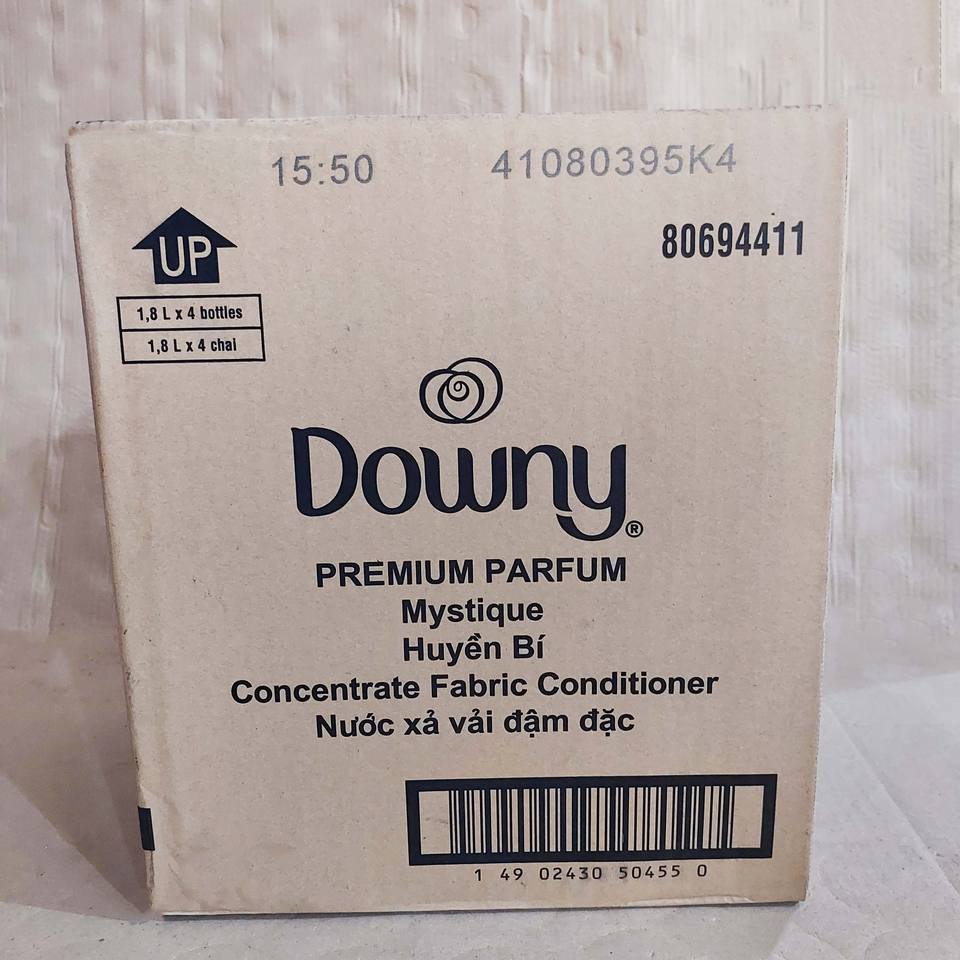 15:50 41080395K4
80694411
UP
1,8 L x 4 bottles
1,8 L x 4 chai
Downy®
PREMIUM PARFUM
Mystique
Huyền Bí
Concentrate Fabric Conditioner
Nước xả vải đậm đặc
1 49 02430 50455 0